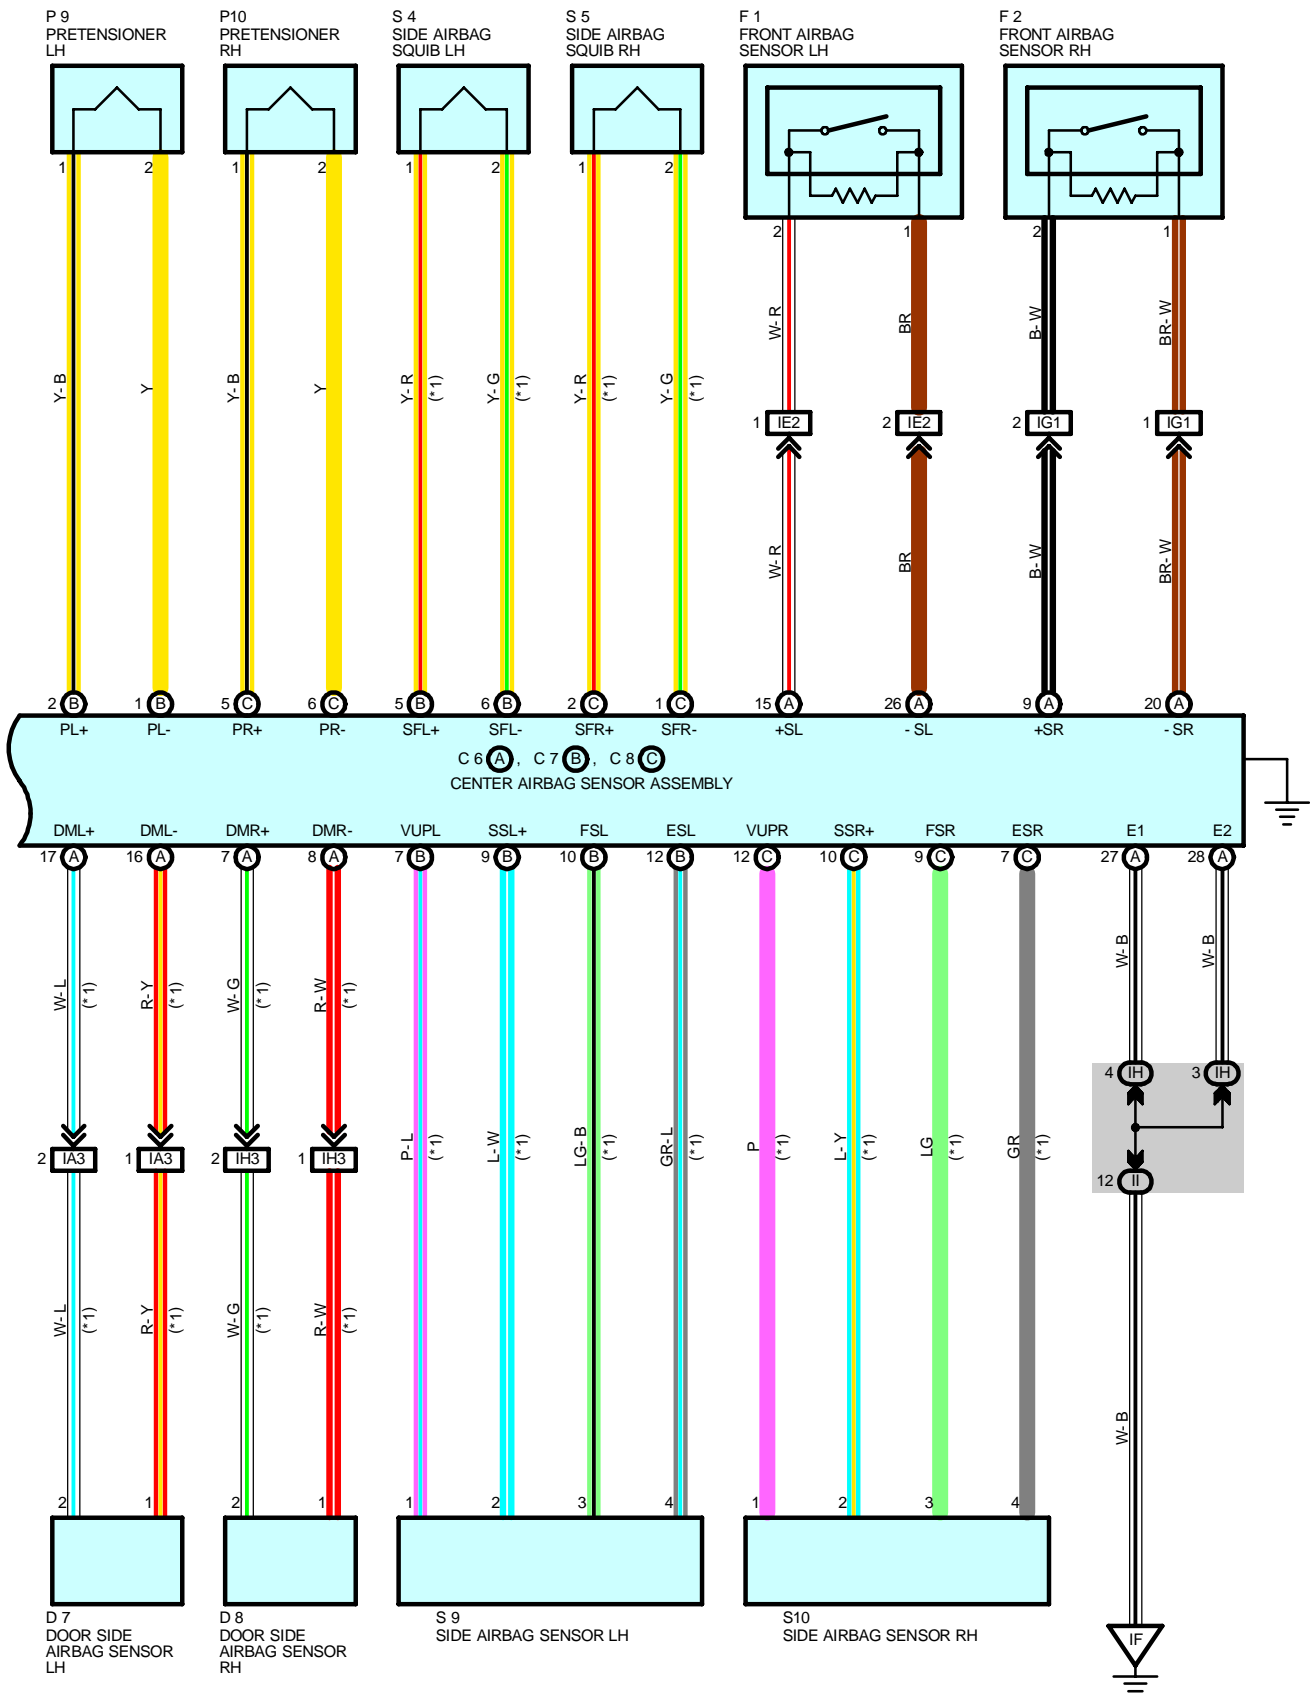 P 9
PRETENSIONER
LH
P10
PRETENSIONER
RH
S 4
SIDE AIRBAG
SQUIB LH
S 5
SIDE AIRBAG
SQUIB RH
F 1
FRONT AIRBAG
SENSOR LH
F 2
FRONT AIRBAG
SENSOR RH
1 2 1 2 1 2 1 2 2 1 2 1
W- R BR B- W BR- W
Y- B Y Y- B Y Y- R (*1) Y- G (*1) Y- R (*1) Y- G (*1)
1 IE2 2 IE2 2 IG1 1 IG1
W- R BR B- W BR- W
2 B 1 B 5 C 6 C 5 B 6 B 2 C 1 C 15 A 26 A 9 A 20 A
PL+ PL- PR+ PR- SFL+ SFL- SFR+ SFR- +SL - SL +SR - SR
C 6 A , C 7 B , C 8 C
CENTER AIRBAG SENSOR ASSEMBLY
DML+ DML- DMR+ DMR- VUPL SSL+ FSL ESL VUPR SSR+ FSR ESR E1 E2
17 A 16 A 7 A 8 A 7 B 9 B 10 B 12 B 12 C 10 C 9 C 7 C 27 A 28 A
W- B W- B
W- L (*1) R- Y (*1) W- G (*1) R- W (*1)
4 IH 3 IH
P- L (*1) L- W (*1) LG- B (*1) GR- L (*1) P (*1) L- Y (*1) LG (*1) GR (*1)
2 IA3 1 IA3 2 IH3 1 IH3
12 II
W- L (*1) R- Y (*1) W- G (*1) R- W (*1)
W- B
2 1 2 1 1 2 3 4 1 2 3 4
D 7
DOOR SIDE
AIRBAG SENSOR
LH
D 8
DOOR SIDE
AIRBAG SENSOR
RH
S 9
SIDE AIRBAG SENSOR LH
S10
SIDE AIRBAG SENSOR RH
IF